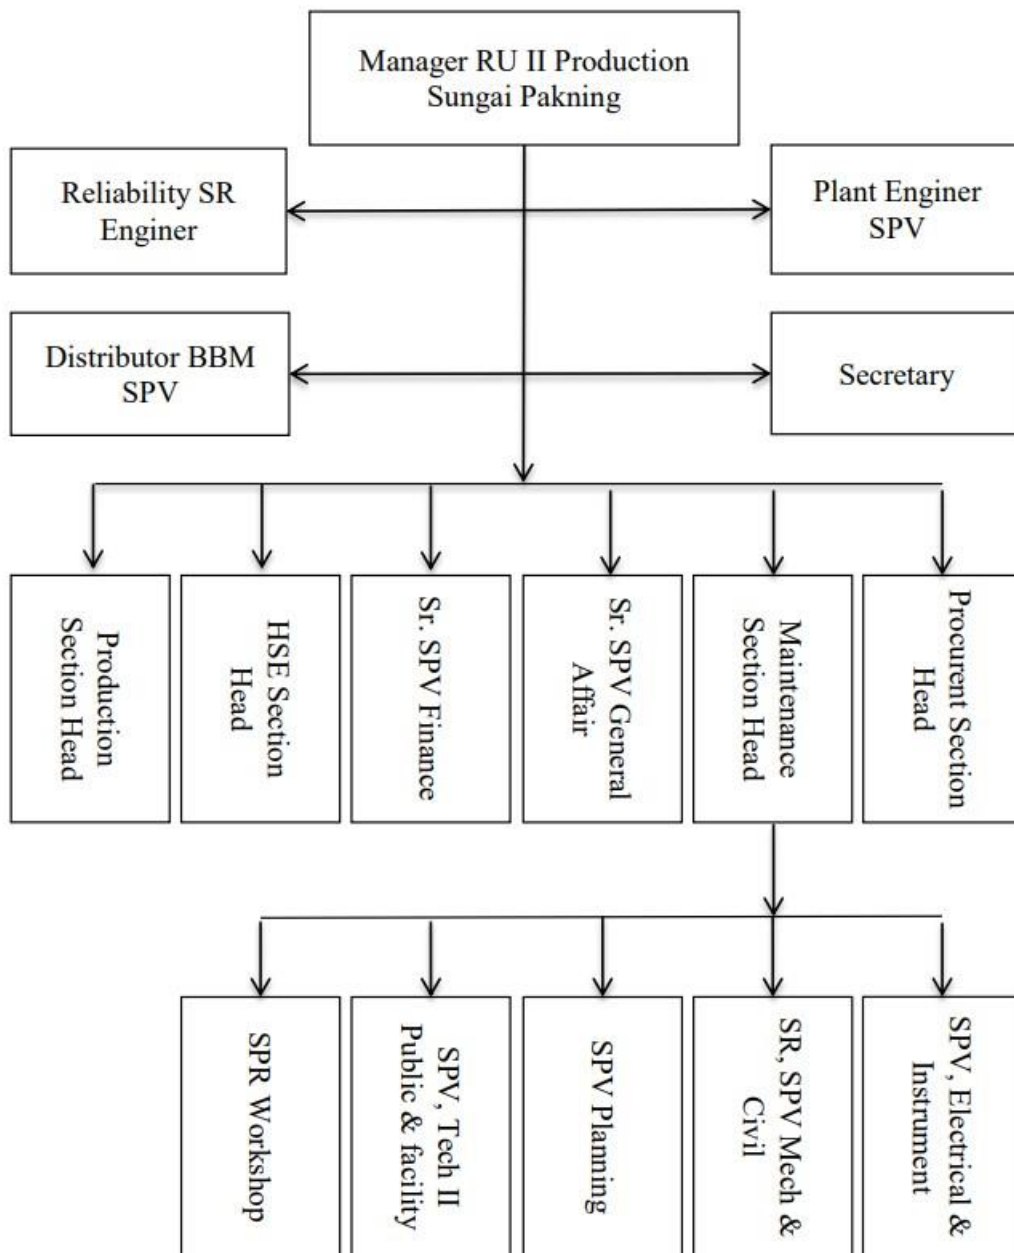 Manager RU II Production
Sungai Pakning
Reliability SR
Enginer
Plant Enginer
SPV
Distributor BBM
SPV
Secretary
Production
Section Head
HSE Section
Head
Sr. SPV Finance
Sr. SPV General
Affair
Maintenance
Section Head
Procurent Section
Head
SPR Workshop
SPV, Tech II
Public & facility
SPV Planning
SR, SPV Mech &
Civil
SPV, Electrical &
Instrument